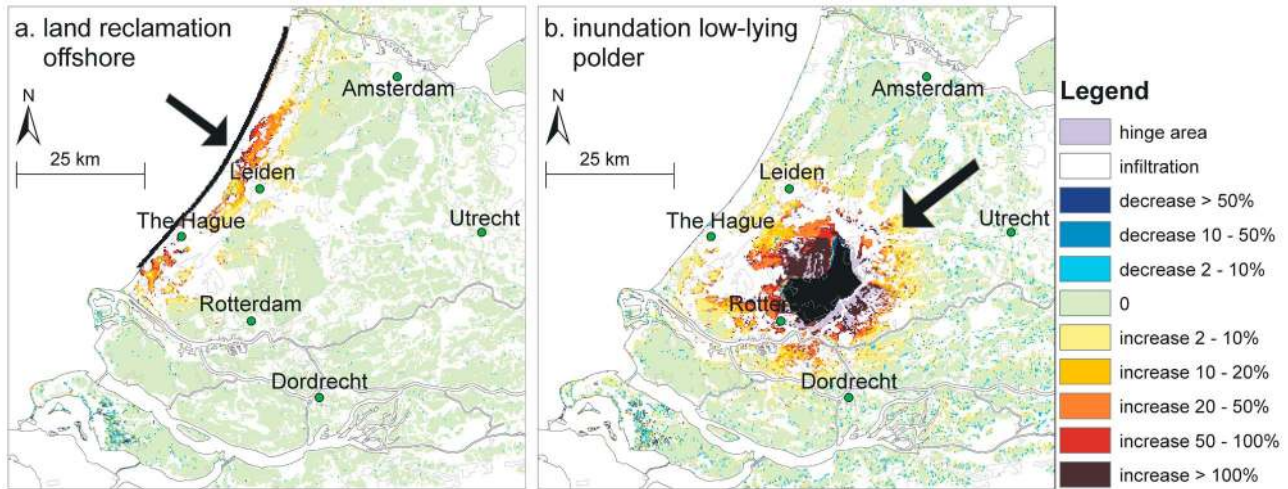 a. land reclamation
offshore
N
25 km
Amsterdam
Leiden
The Hague
Utrecht
Rotterdam
Dordrecht
b. inundation low-lying
polder
N
25 km
Amsterdam
Leiden
The Hague
Utrecht
Rotter
Dordrecht
Legend
hinge area
infiltration
decrease > 50%
decrease 10 - 50%
decrease 2 - 10%
0
increase 2 - 10%
increase 10 - 20%
increase 20 - 50%
increase 50 - 100%
increase > 100%